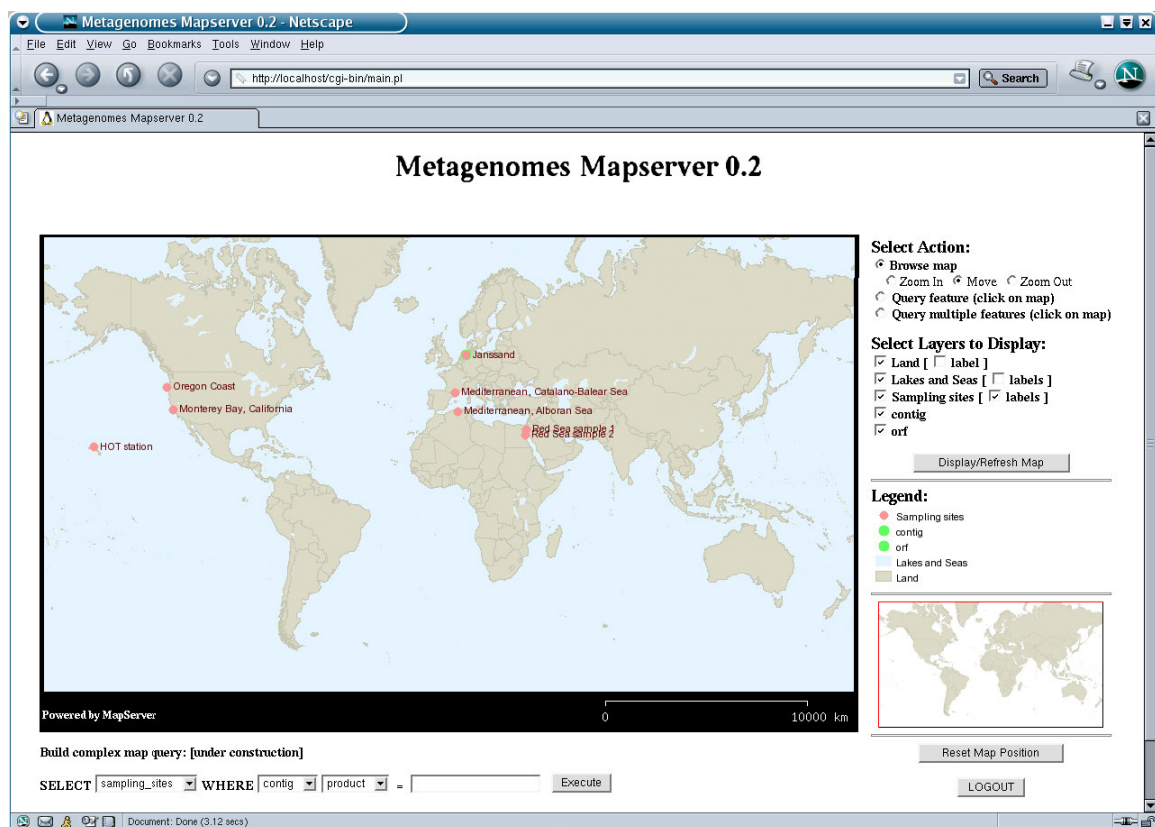 Metagenomes Mapserver 0.2 - Netscape
File Edit View Go Bookmarks Tools Window Help
http://localhost/cgi-bin/main.pl
Search
N
Metagenomes Mapserver 0.2
Metagenomes Mapserver 0.2
Janssand
Oregon Coast
Mediterranean, Catalano-Balear Sea
Monterey Bay, California
Mediterranean, Alboran Sea
Red Sea sample 1
Red Sea sample 2
HOT station
Powered by MapServer
0 10000 km
Select Action:
Browse map
Zoom In Move Zoom Out
Query feature (click on map)
Query multiple features (click on map)
Select Layers to Display:
Land [ label ]
Lakes and Seas [ labels ]
Sampling sites [ labels ]
contig
orf
Display/Refresh Map
Legend:
Sampling sites
contig
orf
Lakes and Seas
Land
Reset Map Position
LOGOUT
Build complex map query: [under construction]
SELECT sampling_sites WHERE contig product = Execute
Document: Done (3.12 secs)